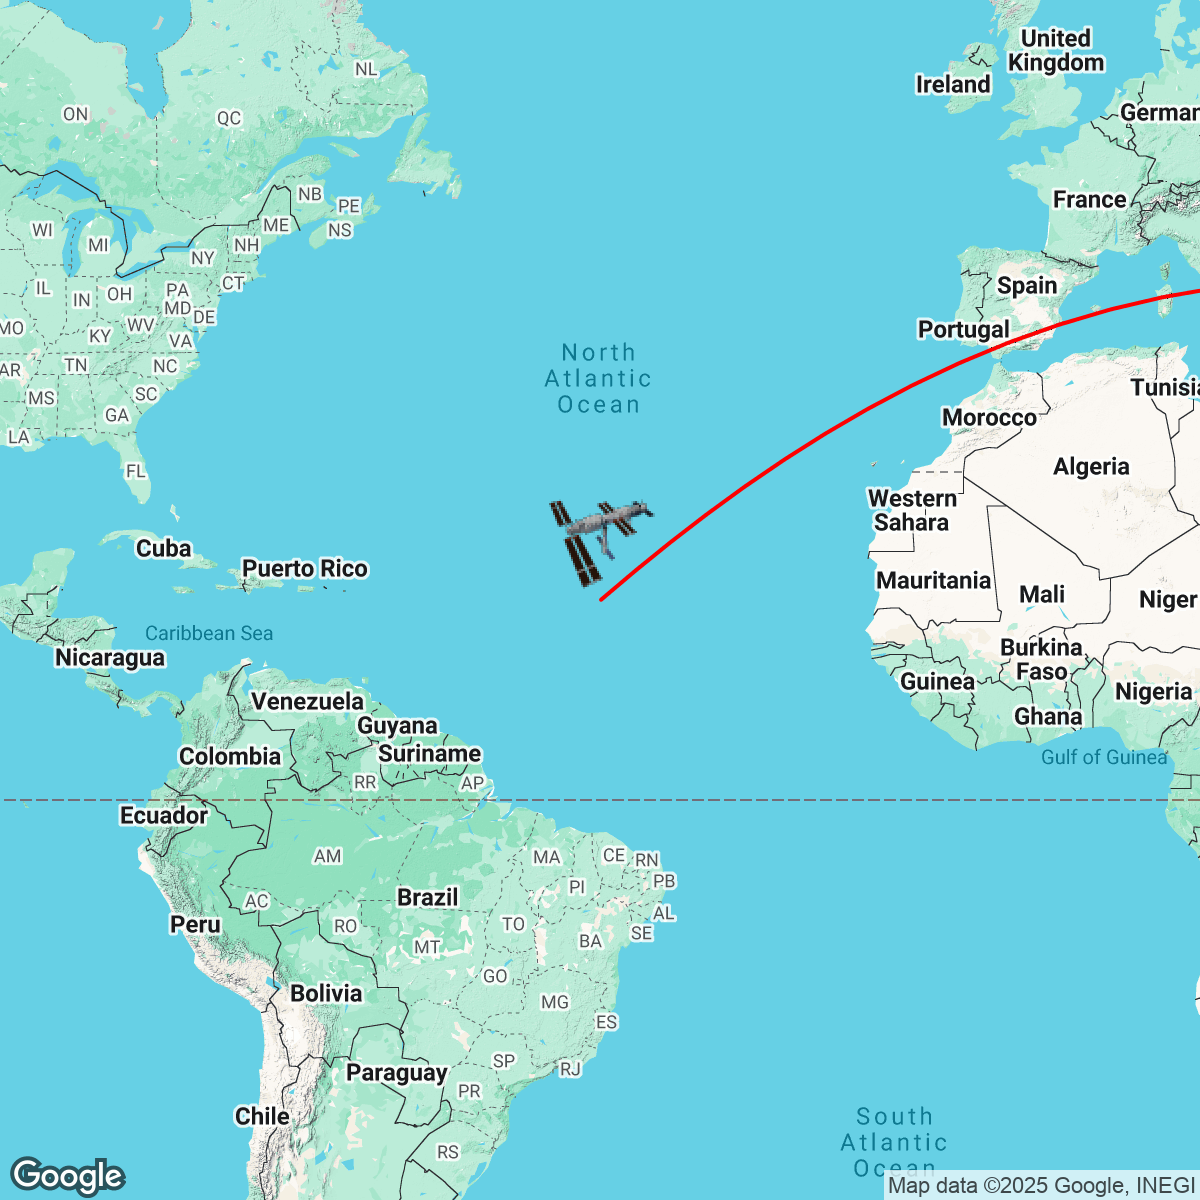 United
Kingdom
NL
Ireland
ON
QC
German
NB
PE
France
ME
NS
WI
MI
NH
NY
CT
IL
IN
OH
PA
MD
DE
Spain
MO
KY
WV
VA
Portugal
North
Atlantic
Ocean
AR
TN
NC
MS
SC
GA
Tunisia
Morocco
LA
FL
Algeria
Western
Sahara
Cuba
Puerto Rico
Mauritania
Mali
Niger
Caribbean Sea
Nicaragua
Burkina
Faso
Guinea
Nigeria
Venezuela
Guyana
Ghana
Colombia
Suriname
Gulf of Guinea
RR
AP
Ecuador
AM
MA
CE
RN
PI
PB
AC
Brazil
AL
Peru
RO
TO
SE
MT
BA
GO
Bolivia
MG
ES
SP
RJ
Paraguay
PR
Chile
South
Atlantic
Ocean
RS
Google
Map data ©2025 Google, INEGI